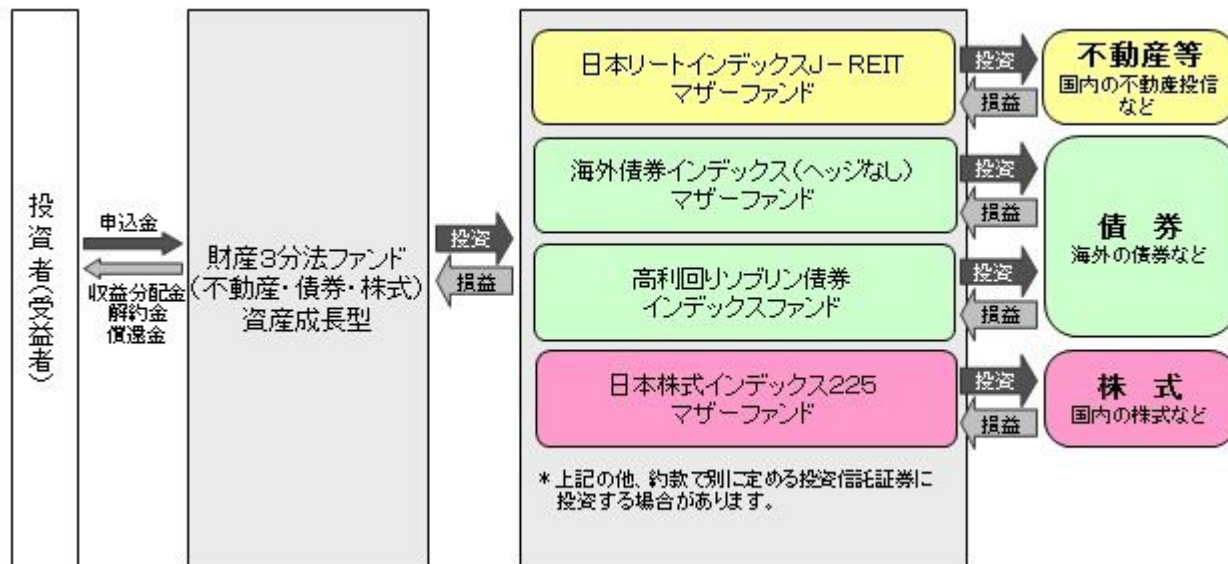 投資者(受益者)
申込金
収益分配金
解約金
償還金
財産3分法ファンド
(不動産・債券・株式)
資産成長型
投資
損益
日本リートインデックスJ-REIT
マザーファンド
投資
損益
不動産等
国内の不動産投信
など
海外債券インデックス(ヘッジなし)
マザーファンド
投資
損益
高利回りソブリン債券
インデックスファンド
投資
損益
債 券
海外の債券など
日本株式インデックス225
マザーファンド
投資
損益
株 式
国内の株式など
*上記の他、約款で別に定める投資信託証券に
投資する場合があります。